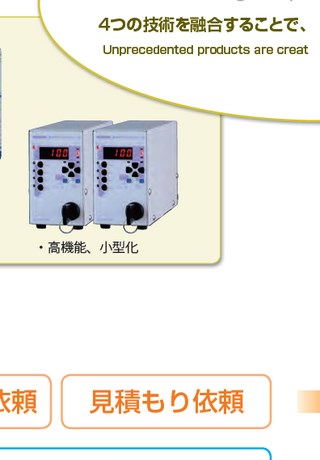 4つの技術を融合することで、
Unprecedented products are creat
100
100
・高機能、小型化
依頼
見積もり依頼